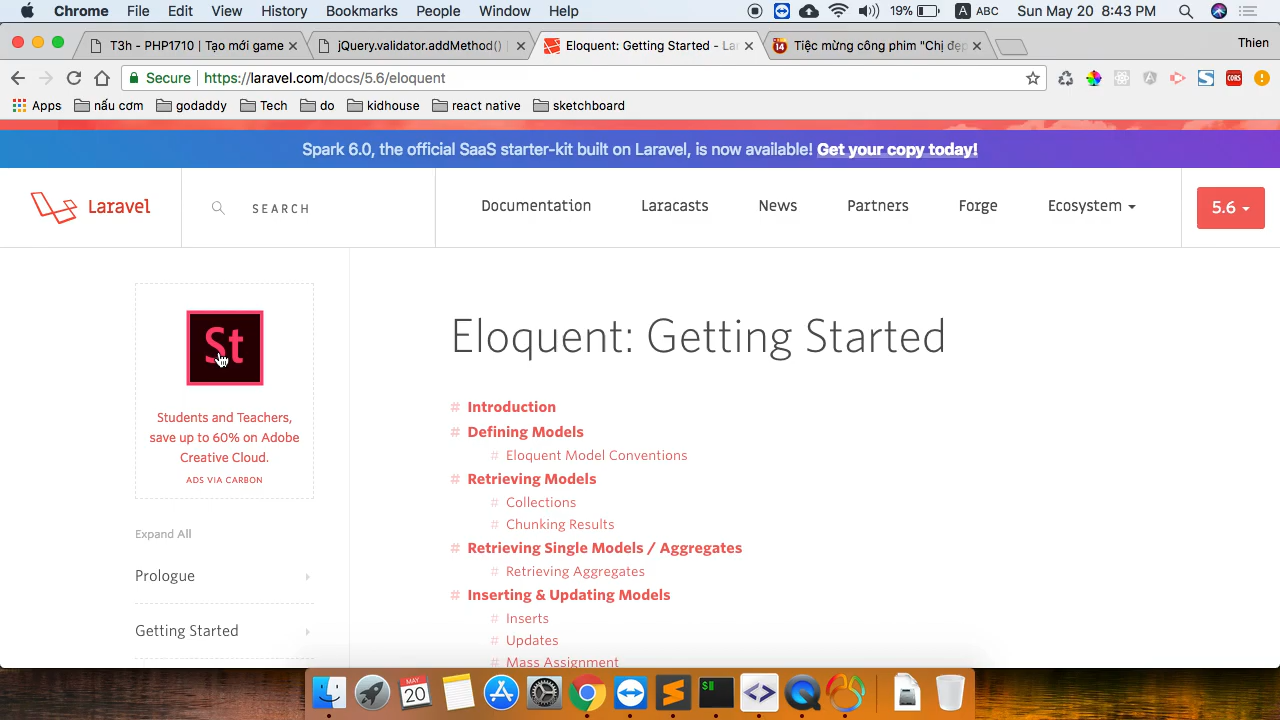 Chrome File Edit View History Bookmarks People Window Help 19% A ABC Sun May 20 8:43 PM
T3h - PHP1710 | Tạo mới game
jQuery.validator.addMethod()
Eloquent: Getting Started - La
14 Tiệc mừng công phim "Chị đẹp
Thien
Secure https://laravel.com/docs/5.6/eloquent CORS
Apps nấu cơm godaddy Tech do kidhouse react native sketchboard
Spark 6.0, the official SaaS starter-kit built on Laravel, is now available! Get your copy today!
Laravel SEARCH Documentation Laracasts News Partners Forge Ecosystem 5.6
St
Students and Teachers,
save up to 60% on Adobe
Creative Cloud.
ADS VIA CARBON
Expand All
Prologue
Getting Started
Eloquent: Getting Started
# Introduction
# Defining Models
# Eloquent Model Conventions
# Retrieving Models
# Collections
# Chunking Results
# Retrieving Single Models / Aggregates
# Retrieving Aggregates
# Inserting & Updating Models
# Inserts
# Updates
# Mass Assignment
MAY
20